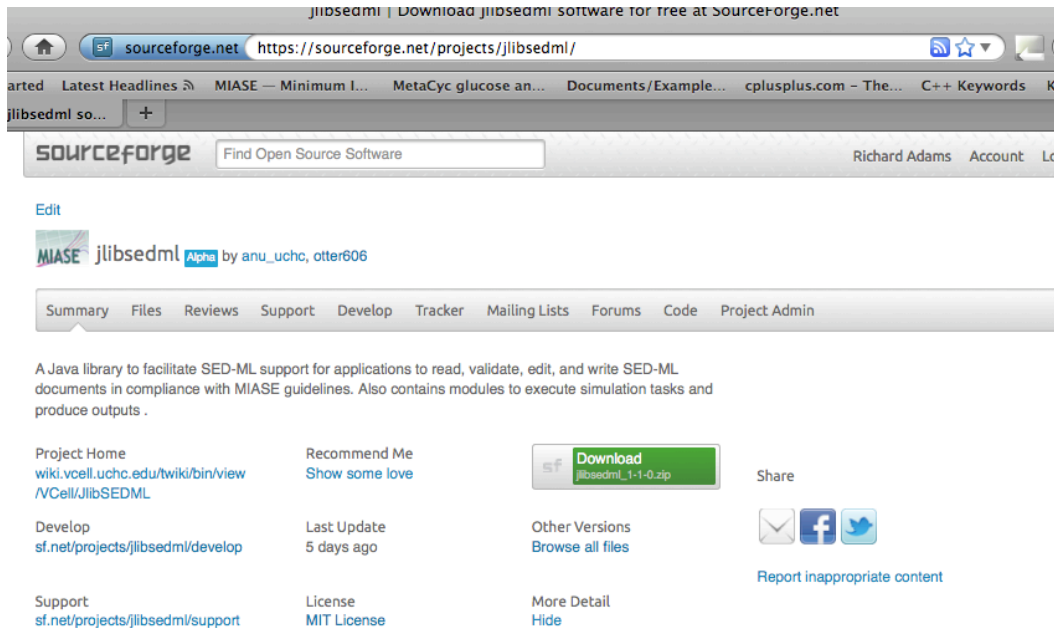 jlibsedml | Download jlibsedml software for free at SourceForge.net
sf sourceforge.net https://sourceforge.net/projects/jlibsedml/
arted Latest Headlines MIASE — Minimum I... MetaCyc glucose an... Documents/Example... cplusplus.com – The... C++ Keywords K
jlibsedml so... +
sourceforge Find Open Source Software Richard Adams Account Lo
Edit
MIASE jlibsedml Alpha by anu_uchc, otter606
Summary Files Reviews Support Develop Tracker Mailing Lists Forums Code Project Admin
A Java library to facilitate SED-ML support for applications to read, validate, edit, and write SED-ML
documents in compliance with MIASE guidelines. Also contains modules to execute simulation tasks and
produce outputs .
Project Home
wiki.vcell.uchc.edu/twiki/bin/view
/VCell/JlibSEDML
Recommend Me
Show some love
sf Download
jlibsedml_1-1-0.zip
Share
Develop
sf.net/projects/jlibsedml/develop
Last Update
5 days ago
Other Versions
Browse all files
f
Report inappropriate content
Support
sf.net/projects/jlibsedml/support
License
MIT License
More Detail
Hide